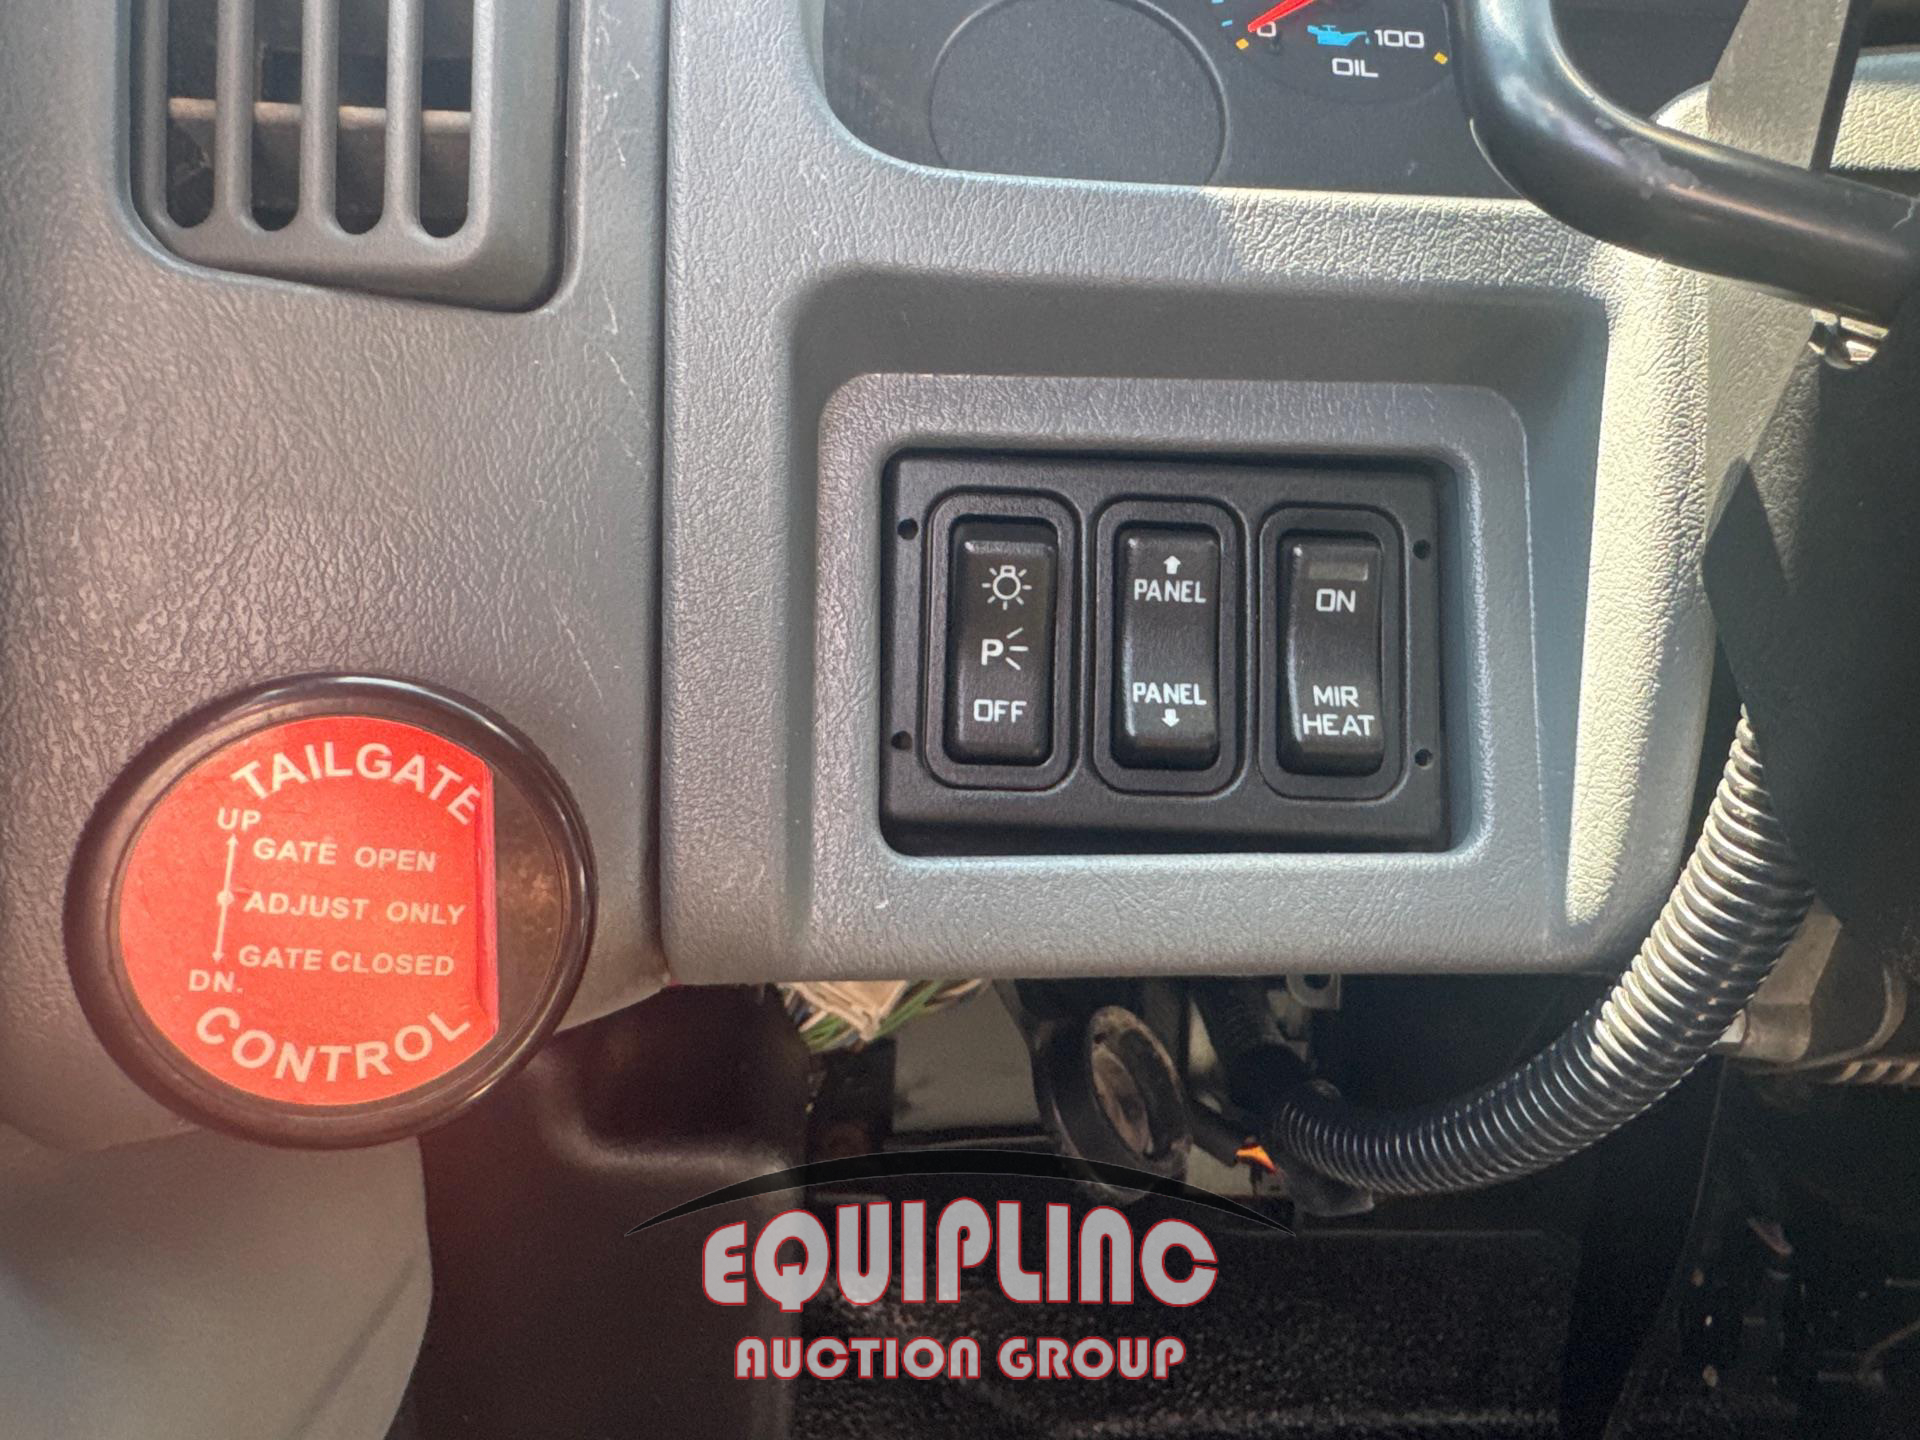 0 100
OIL
P
OFF
PANEL
PANEL
ON
MIR
HEAT
TAILGATE
UP
GATE OPEN
ADJUST ONLY
GATE CLOSED
DN.
CONTROL
EQUIPLINC
AUCTION GROUP